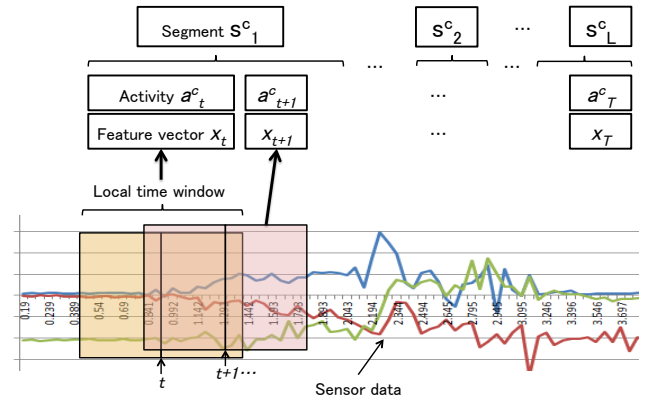 Segment s^c_1
s^c_2
...
s^c_L
...
...
Activity a^c_t
a^c_t+1
...
a^c_T
Feature vector x_t
x_t+1
...
x_T
Local time window
0.19
0.239
0.389
0.54
0.69
0.841
0.992
1.142
1.449
1.593
2.043
2.194
2.344
2.494
2.645
2.795
2.945
3.095
3.246
3.396
3.546
3.697
t
t+1...
Sensor data